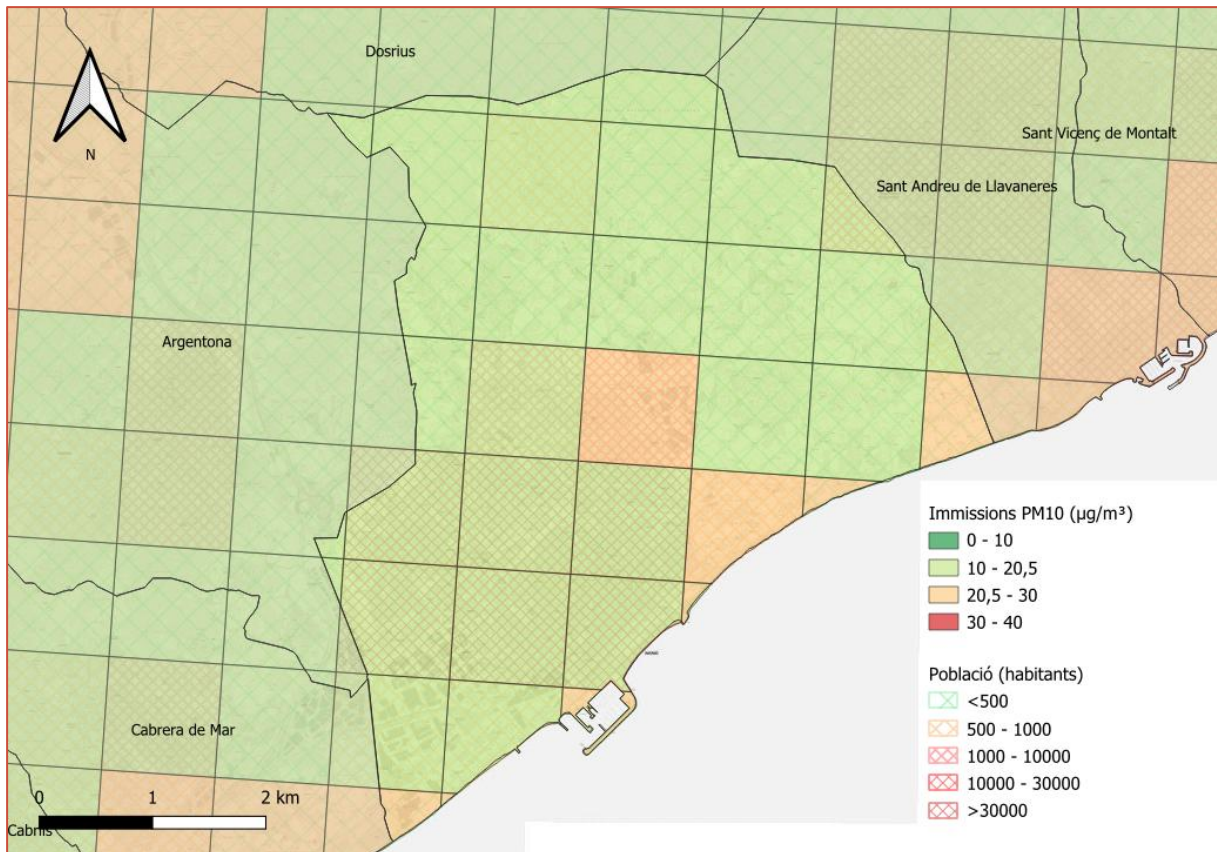 Dosrius
N
Sant Vicenç de Montalt
Sant Andreu de Llavaneres
Argentona
Cabrera de Mar
0 1 2 km
Cabrils
Immissions PM10 (µg/m³)
0 - 10
10 - 20,5
20,5 - 30
30 - 40
Població (habitants)
<500
500 - 1000
1000 - 10000
10000 - 30000
>30000